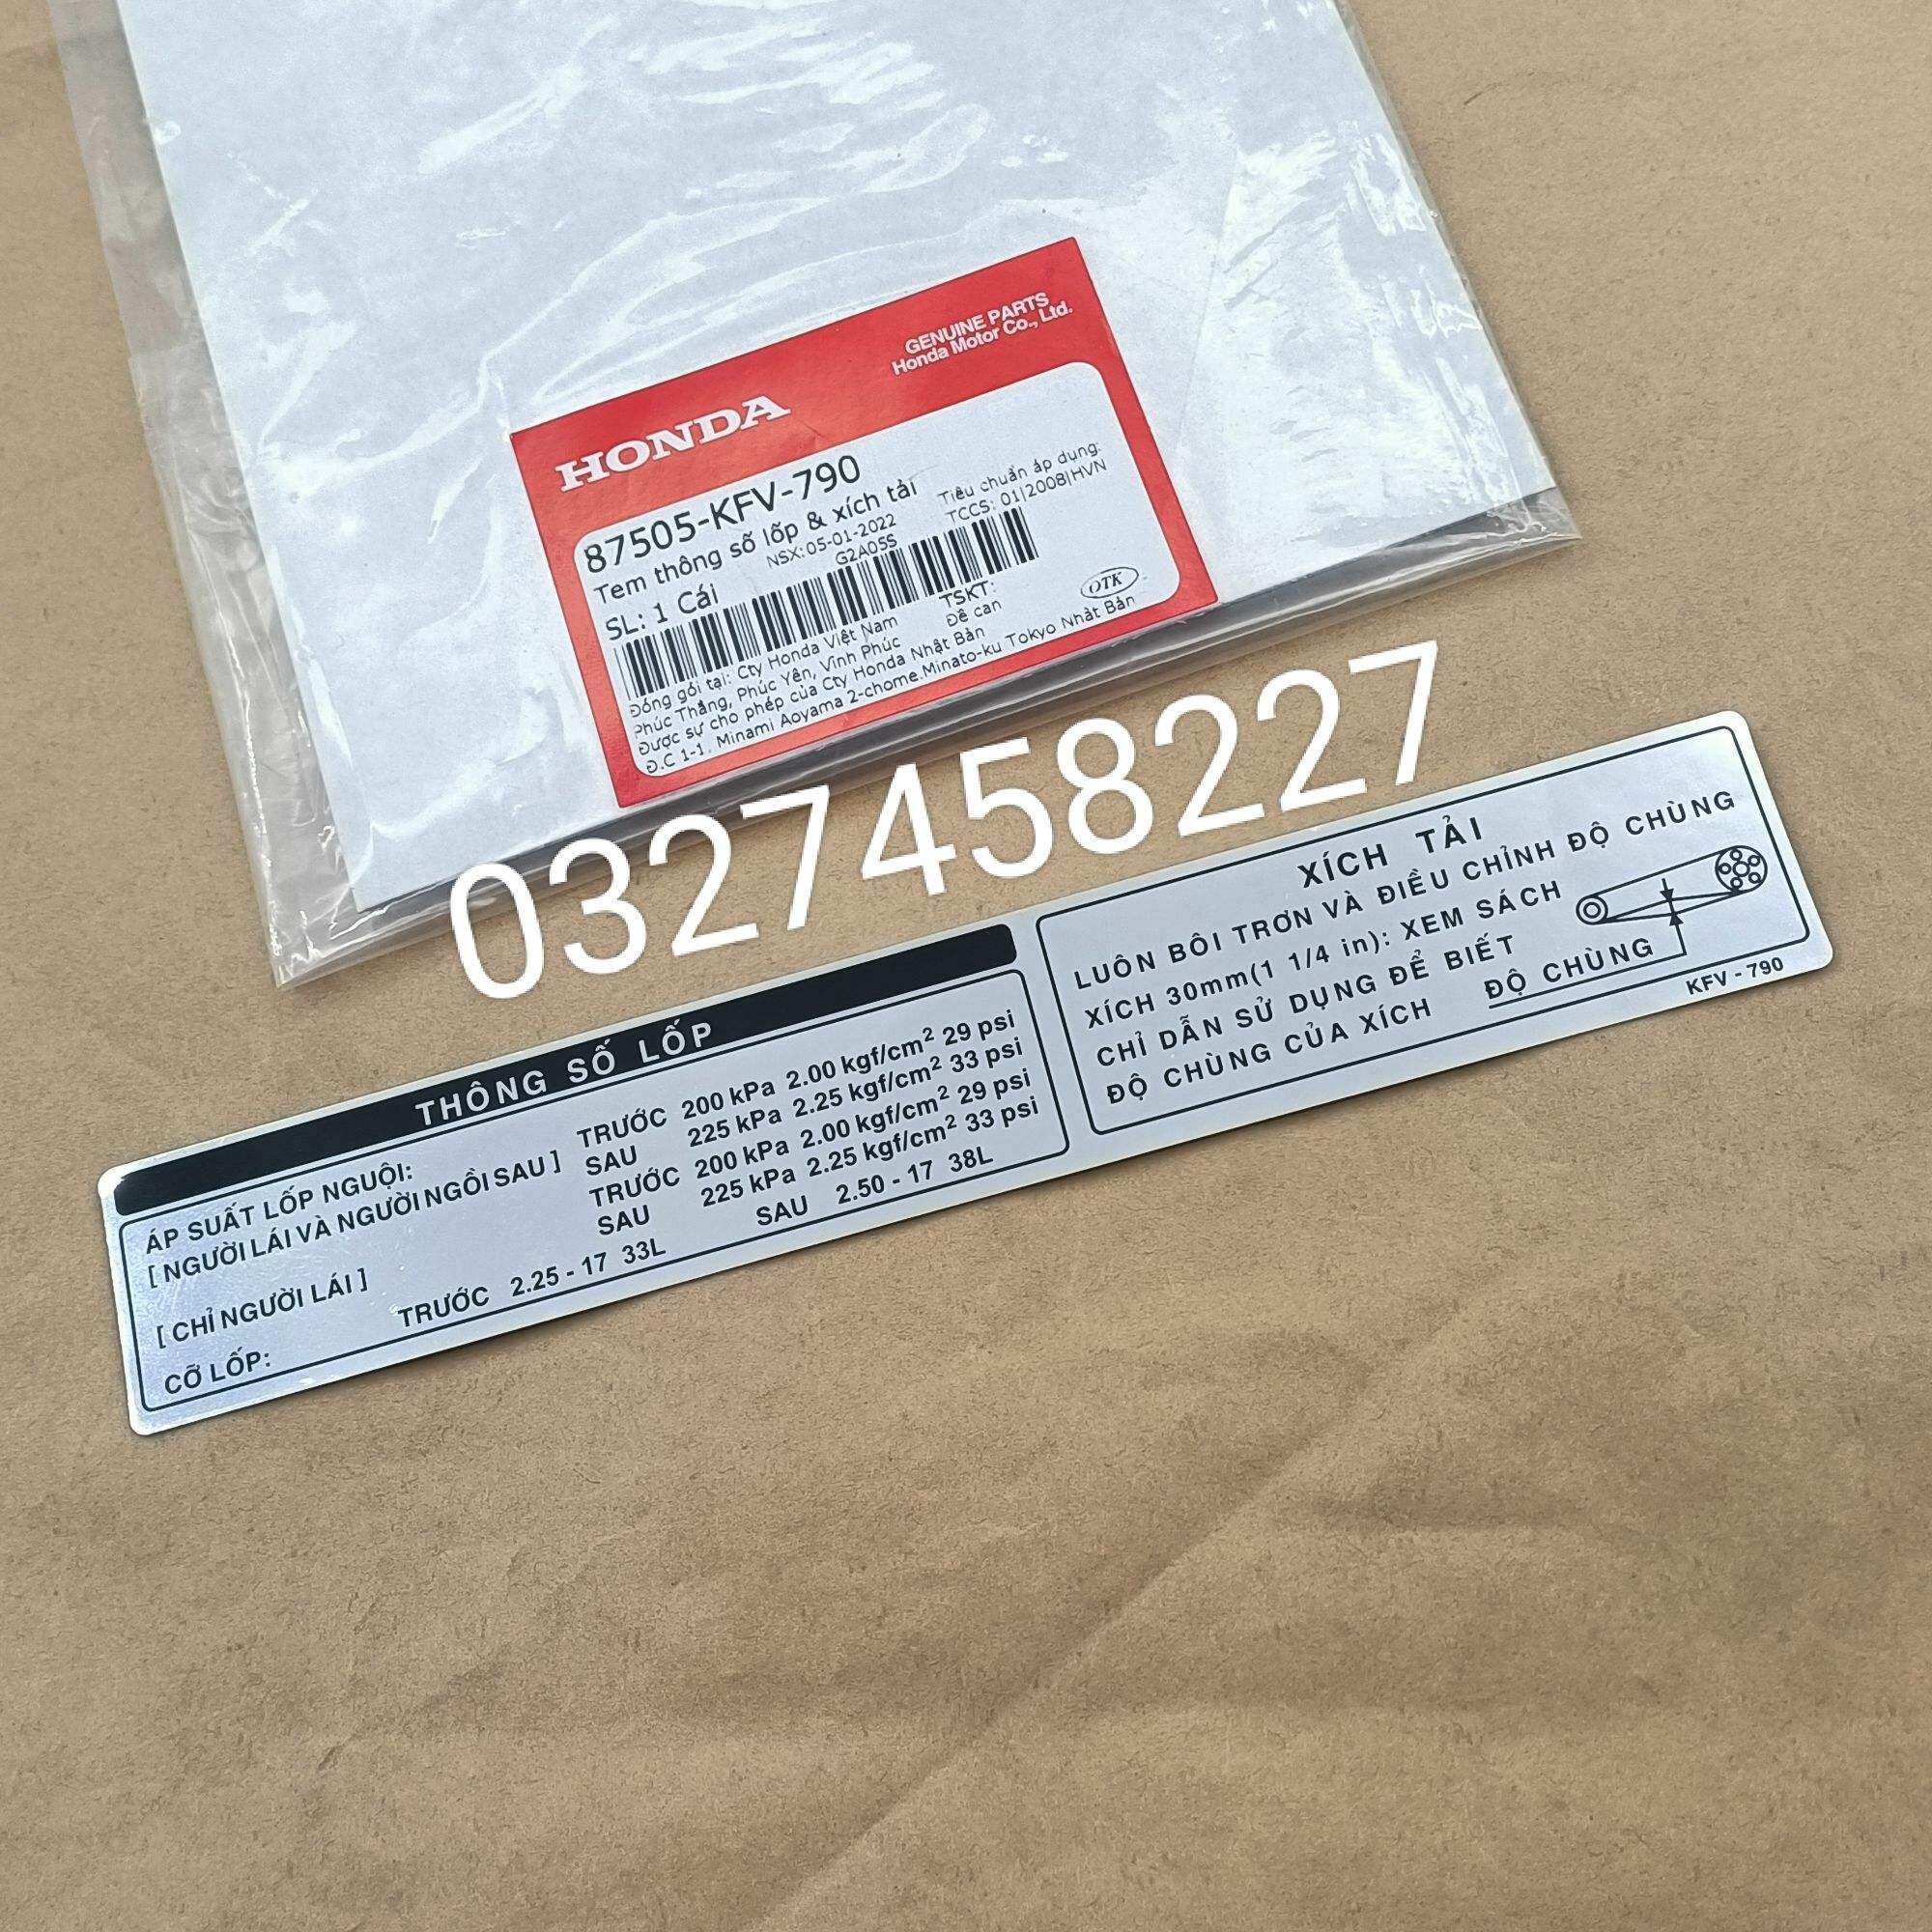 HONDA
GENUINE PARTS
Honda Motor Co., Ltd.
87505-KFV-790
Tem thông số lốp & xích tải
SL: 1 Cái
NSX: 05-01-2022
G2A05S
Tiêu chuẩn áp dụng:
TCCS: 01|2008|HVN
TSKT:
Đề can
OTK
Đóng gói tại: Cty Honda Việt Nam
Phúc Thắng, Phúc Yên, Vĩnh Phúc
Được sự cho phép của Cty Honda Nhật Bản
Đ.C 1-1, Minami Aoyama 2-chome.Minato-ku Tokyo Nhật Bản
0327458227
THÔNG SỐ LỐP
ÁP SUẤT LỐP NGUỘI:
[ NGƯỜI LÁI VÀ NGƯỜI NGỒI SAU ] TRƯỚC 200 kPa 2.00 kgf/cm² 29 psi
SAU 225 kPa 2.25 kgf/cm² 33 psi
[ CHỈ NGƯỜI LÁI ] TRƯỚC 200 kPa 2.00 kgf/cm² 29 psi
SAU 225 kPa 2.25 kgf/cm² 33 psi
CỠ LỐP: TRƯỚC 2.25 - 17 33L SAU 2.50 - 17 38L
XÍCH TẢI
LUÔN BÔI TRƠN VÀ ĐIỀU CHỈNH ĐỘ CHÙNG
XÍCH 30mm(1 1/4 in): XEM SÁCH
CHỈ DẪN SỬ DỤNG ĐỂ BIẾT
ĐỘ CHÙNG CỦA XÍCH
ĐỘ CHÙNG
KFV - 790